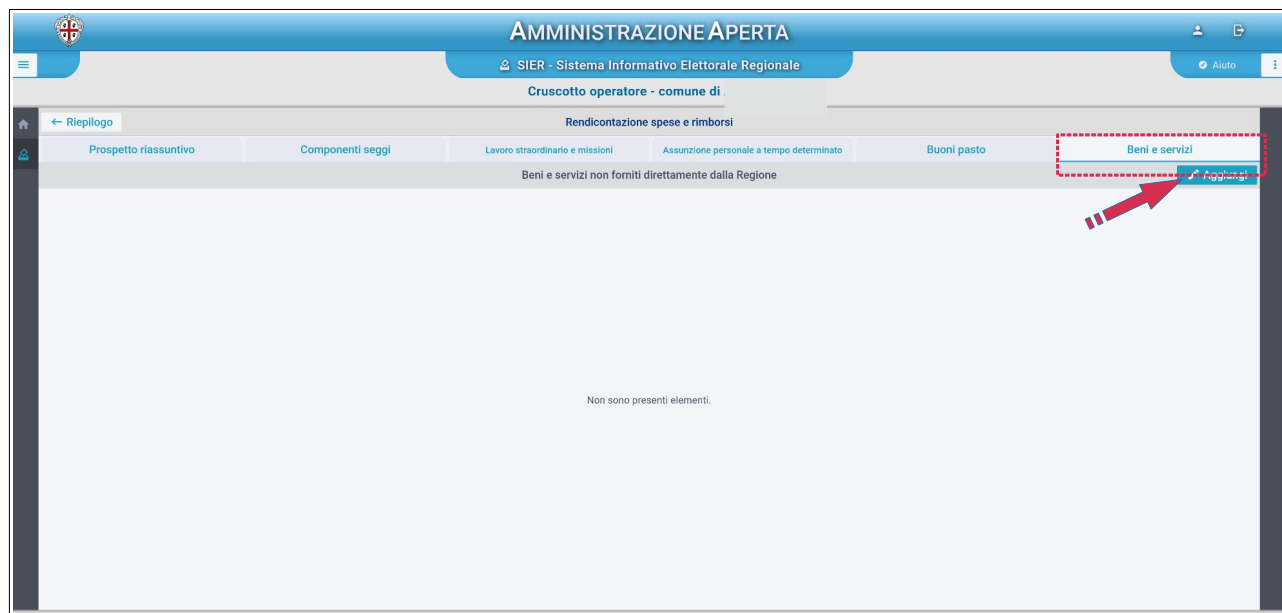 AMMINISTRAZIONE APERTA
SIER - Sistema Informativo Elettorale Regionale
Aiuto
Cruscotto operatore - comune di
← Riepilogo
Rendicontazione spese e rimborsi
Prospetto riassuntivo
Componenti seggi
Lavoro straordinario e missioni
Assunzione personale a tempo determinato
Buoni pasto
Beni e servizi
Beni e servizi non forniti direttamente dalla Regione
Aggiungi
Non sono presenti elementi.